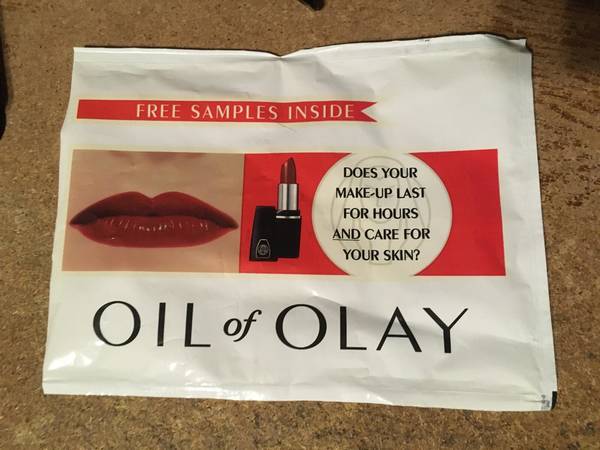 FREE SAMPLES INSIDE
DOES YOUR
MAKE-UP LAST
FOR HOURS
AND CARE FOR
YOUR SKIN?
OIL of OLAY